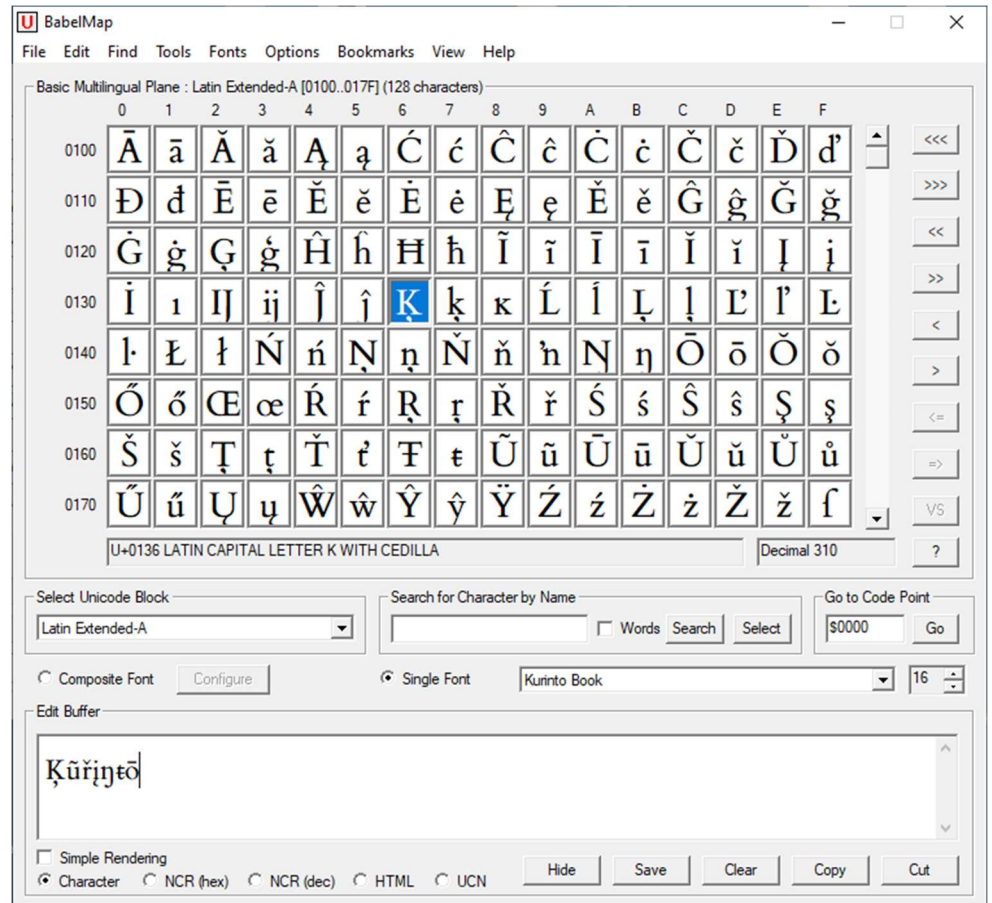 U BabelMap
File Edit Find Tools Fonts Options Bookmarks View Help
Basic Multilingual Plane : Latin Extended-A [0100..017F] (128 characters)
0 1 2 3 4 5 6 7 8 9 A B C D E F
0100 Ā ā Ă ă Ą ą Ć ć Ĉ ĉ Ċ ċ Č č Ď ď <<<
0110 Đ đ Ē ē Ĕ ĕ Ė ė Ę ę Ě ě Ĝ ĝ Ğ ğ >>>
0120 Ġ ġ Ģ ģ Ĥ ĥ Ħ ħ Ĩ ĩ Ī ī Ĭ ĭ Į į <<
0130 İ ı IJ ij Ĵ ĵ Ķ ķ ĸ Ĺ ĺ Ļ ļ Ľ ľ Ŀ >>
<
0140 ŀ Ł ł Ń ń Ņ ņ Ň ň ʼn Ŋ ŋ Ō ō Ŏ ŏ >
0150 Ő ő Œ œ Ŕ ŕ Ŗ ŗ Ř ř Ś ś Ŝ ŝ Ş ş <=
0160 Š š Ţ ţ Ť ť Ŧ ŧ Ũ ũ Ū ū Ŭ ŭ Ů ů =>
0170 Ű ű Ų ų Ŵ ŵ Ŷ ŷ Ÿ Ź ź Ż ż Ž ž ſ VS
U+0136 LATIN CAPITAL LETTER K WITH CEDILLA Decimal 310 ?
Select Unicode Block Search for Character by Name Go to Code Point
Latin Extended-A Words Search Select $0000 Go
Composite Font Configure Single Font Kurinto Book 16
Edit Buffer
Ķũřįŋŧō
Simple Rendering
Character NCR (hex) NCR (dec) HTML UCN Hide Save Clear Copy Cut